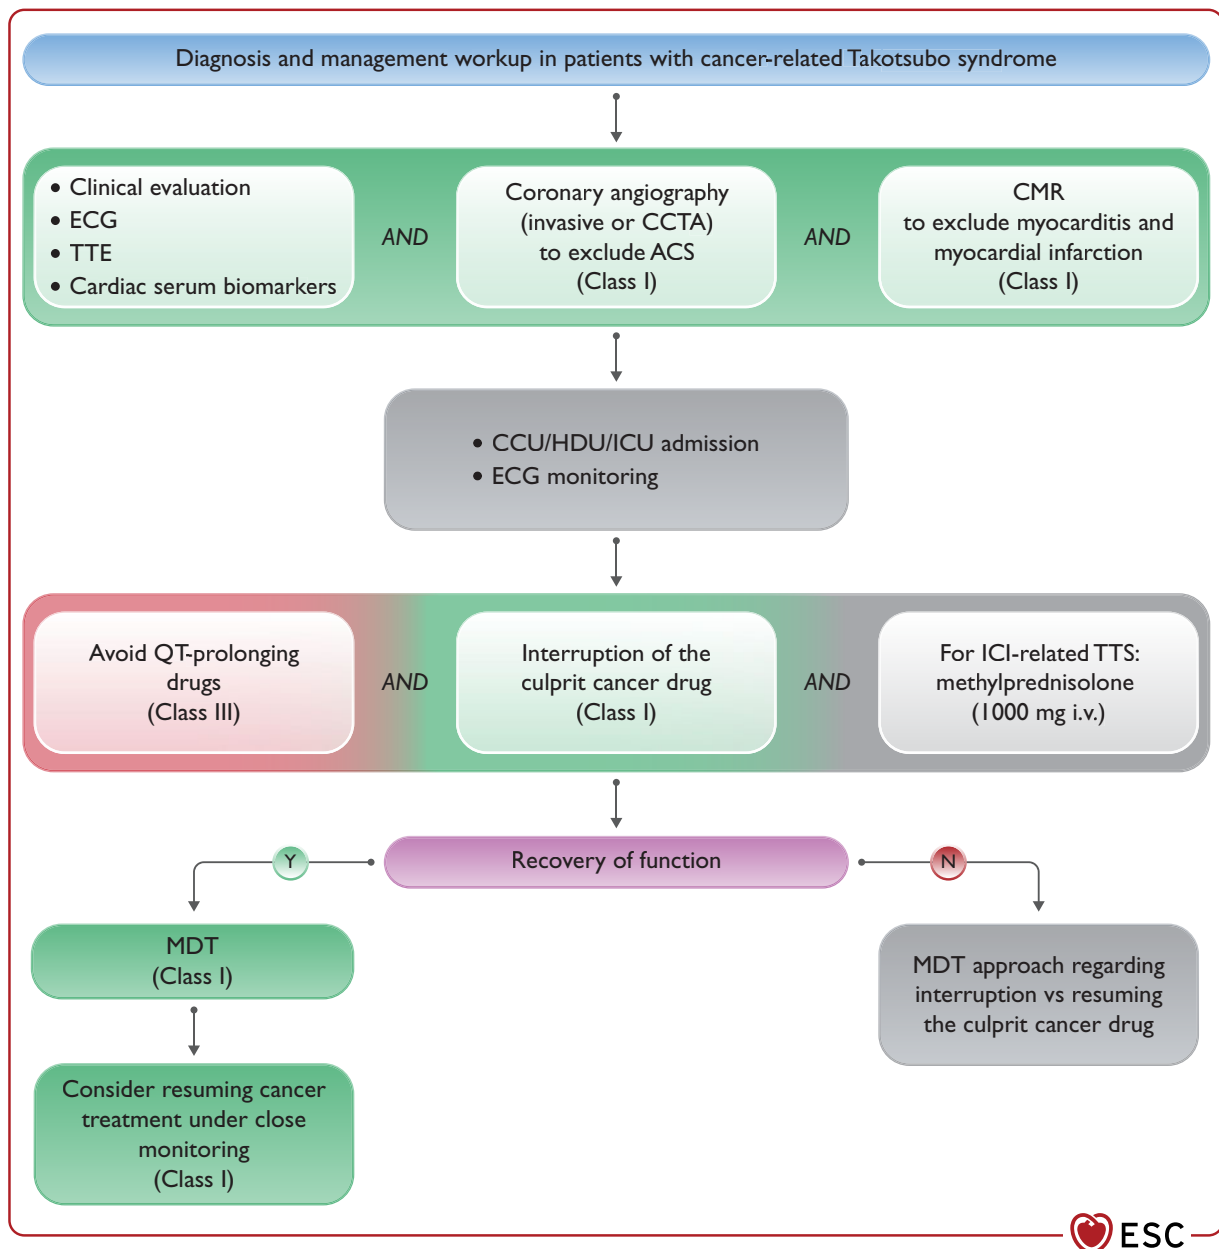 Diagnosis and management workup in patients with cancer-related Takotsubo syndrome
• Clinical evaluation
• ECG
• TTE
• Cardiac serum biomarkers
AND
Coronary angiography
(invasive or CCTA)
to exclude ACS
(Class I)
AND
CMR
to exclude myocarditis and
myocardial infarction
(Class I)
• CCU/HDU/ICU admission
• ECG monitoring
Avoid QT-prolonging
drugs
(Class III)
AND
Interruption of the
culprit cancer drug
(Class I)
AND
For ICI-related TTS:
methylprednisolone
(1000 mg i.v.)
Recovery of function
Y
N
MDT
(Class I)
MDT approach regarding
interruption vs resuming
the culprit cancer drug
Consider resuming cancer
treatment under close
monitoring
(Class I)
ESC